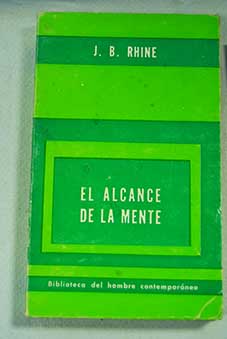 J. B. RHINE
EL ALCANCE
DE LA MENTE
Biblioteca del hombre contemporáneo